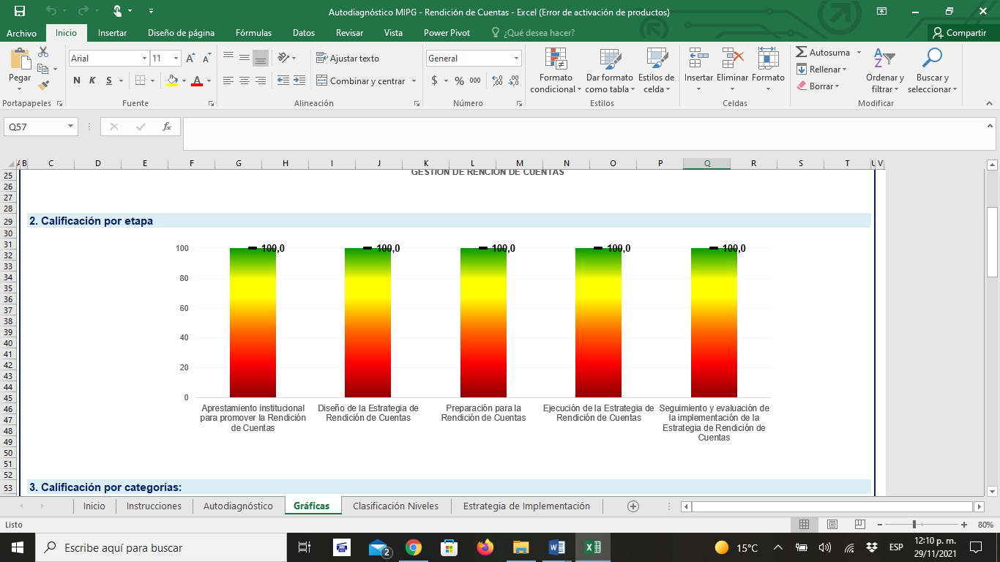 Autodiagnóstico MIPG - Rendición de Cuentas - Excel (Error de activación de productos)
Archivo Inicio Insertar Diseño de página Fórmulas Datos Revisar Vista Power Pivot ¿Qué desea hacer? Compartir
Pegar
Arial 11
N K S
Ajustar texto
Combinar y centrar
General
$ % 000
Formato condicional
Dar formato como tabla
Estilos de celda
Insertar Eliminar Formato
Autosuma
Rellenar
Borrar
Ordenar y filtrar
Buscar y seleccionar
Portapapeles Fuente Alineación Número Estilos Celdas Modificar
Q57 fx
A B C D E F G H I J K L M N O P Q R S T U V
25 GESTIÓN DE RENCIÓN DE CUENTAS
26
27
28
29 2. Calificación por etapa
30
31
32
33
34
35
36
37
38
39
40
41
42
43
44
45
46
47
48
49
50
51
52
53 3. Calificación por categorías:
100,0 100,0 100,0 100,0 100,0
100
80
60
40
20
0
Aprestamiento institucional
para promover la Rendición
de Cuentas
Diseño de la Estrategia de
Rendición de Cuentas
Preparación para la
Rendición de Cuentas
Ejecución de la Estrategia de
Rendición de Cuentas
Seguimiento y evaluación de
la implementación de la
Estrategia de Rendición de
Cuentas
Inicio Instrucciones Autodiagnóstico Gráficas Clasificación Niveles Estrategia de Implementación
Listo 80%
Escribe aquí para buscar 2 15°C ESP 12:10 p. m.
29/11/2021